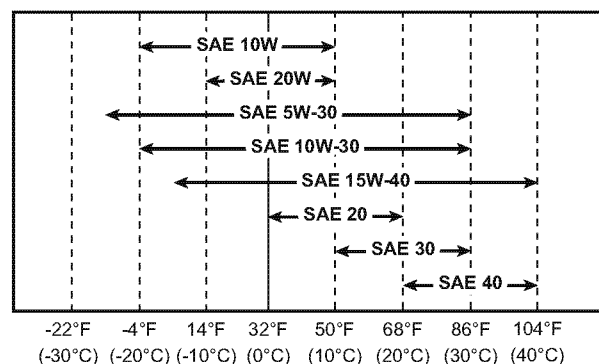 SAE 10W
SAE 20W
SAE 5W-30
SAE 10W-30
SAE 15W-40
SAE 20
SAE 30
SAE 40
-22°F -4°F 14°F 32°F 50°F 68°F 86°F 104°F
(-30°C) (-20°C) (-10°C) (0°C) (10°C) (20°C) (30°C) (40°C)